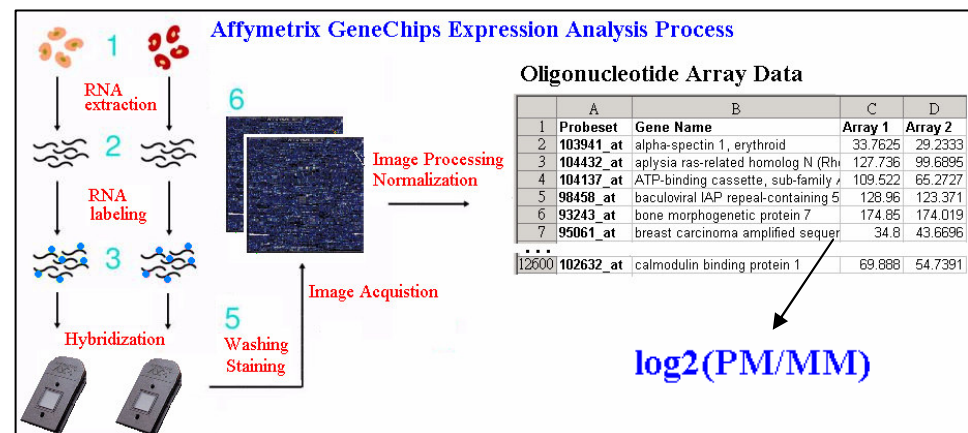 Affymetrix GeneChips Expression Analysis Process
1
RNA
extraction
2
RNA
labeling
3
Hybridization
5
Washing
Staining
Image Acquistion
6
Image Processing
Normalization
Oligonucleotide Array Data
A B C D
1 Probeset Gene Name Array 1 Array 2
2 103941_at alpha-spectin 1, erythroid 33.7625 29.2333
3 104432_at aplysia ras-related homolog N (Rho 127.736 99.6895
4 104137_at ATP-binding cassette, sub-family A 109.522 65.2727
5 98458_at baculoviral IAP repeal-containing 5 128.96 123.371
6 93243_at bone morphogenetic protein 7 174.85 174.019
7 95061_at breast carcinoma amplified sequer 34.8 43.6696
...
12600 102632_at calmodulin binding protein 1 69.888 54.7391
log2(PM/MM)